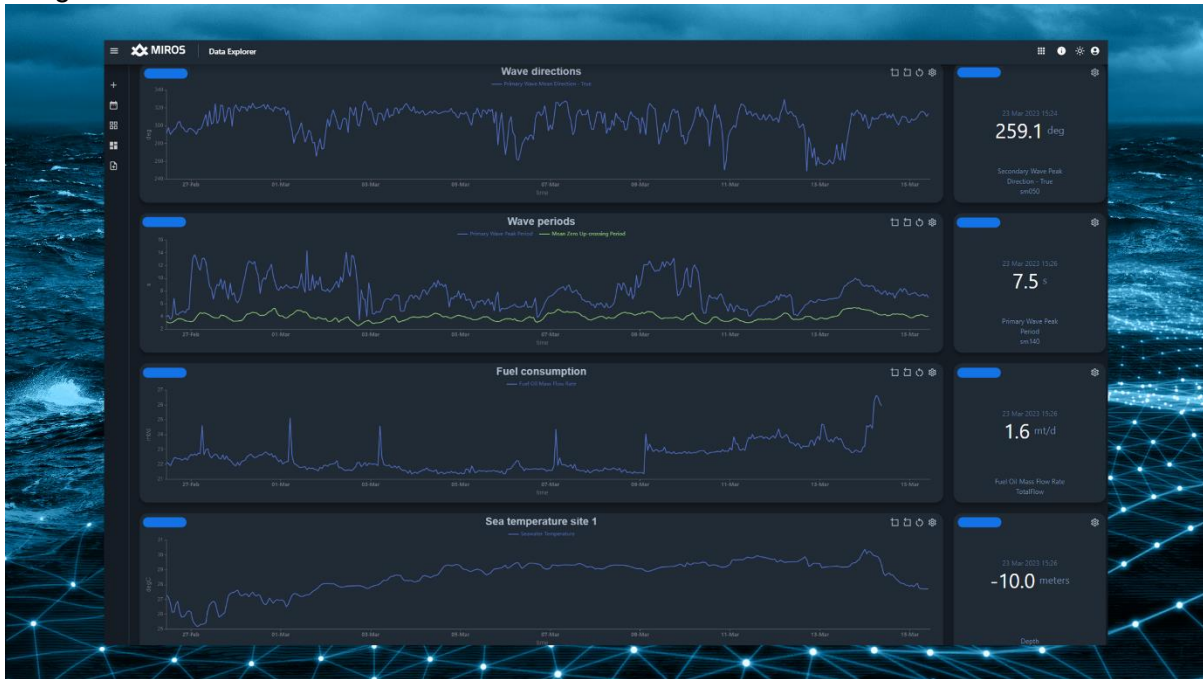 MIROS Data Explorer
Wave directions
Primary Wave Mean Direction - True
deg
27-Feb 01-Mar 03-Mar 05-Mar 07-Mar 09-Mar 11-Mar 13-Mar 15-Mar
time
23 Mar 2023 15:24
259.1 deg
Secondary Wave Peak
Direction - True
sm050
Wave periods
Primary Wave Peak Period Mean Zero Up-crossing Period
s
27-Feb 01-Mar 03-Mar 05-Mar 07-Mar 09-Mar 11-Mar 13-Mar 15-Mar
time
23 Mar 2023 15:26
7.5 s
Primary Wave Peak
Period
sm140
Fuel consumption
Fuel Oil Mass Flow Rate
27-Feb 01-Mar 03-Mar 05-Mar 07-Mar 09-Mar 11-Mar 13-Mar 15-Mar
time
23 Mar 2023 15:26
1.6 mt/d
Fuel Oil Mass Flow Rate
TotalFlow
Sea temperature site 1
Seawater Temperature
degC
27-Feb 01-Mar 03-Mar 05-Mar 07-Mar 09-Mar 11-Mar 13-Mar 15-Mar
time
23 Mar 2023 15:26
-10.0 meters
Depth